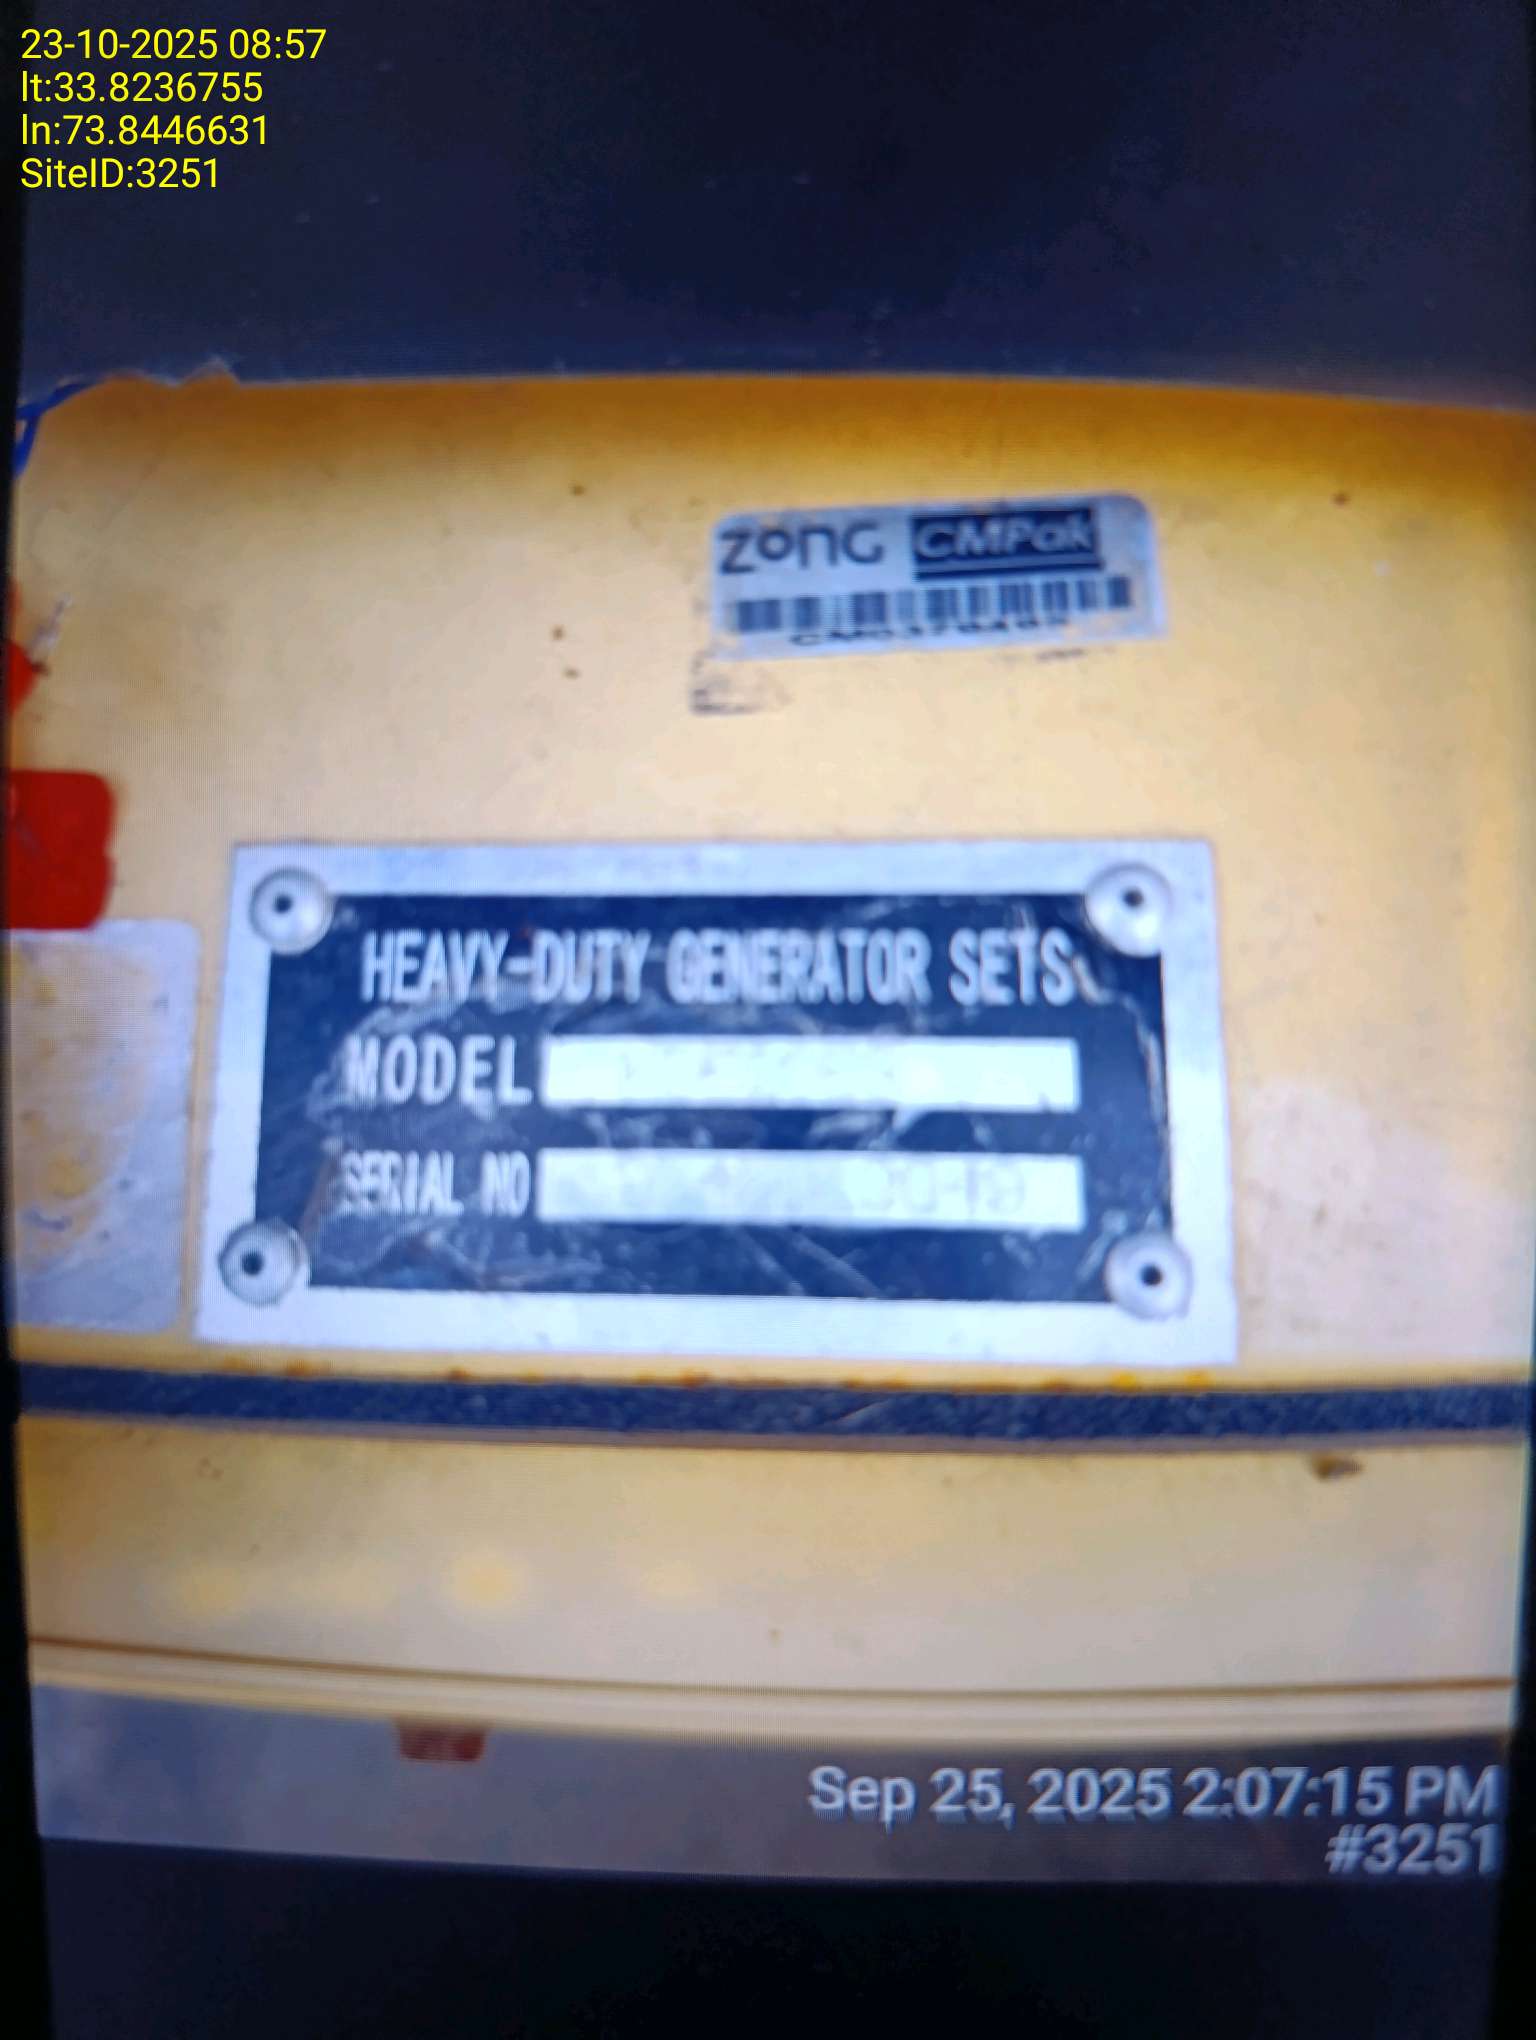 23-10-2025 08:57
lt:33.8236755
ln:73.8446631
SiteID:3251
zong CMPak
HEAVY-DUTY GENERATOR SETS
MODEL
SERIAL NO
Sep 25, 2025 2:07:15 PM
#3251